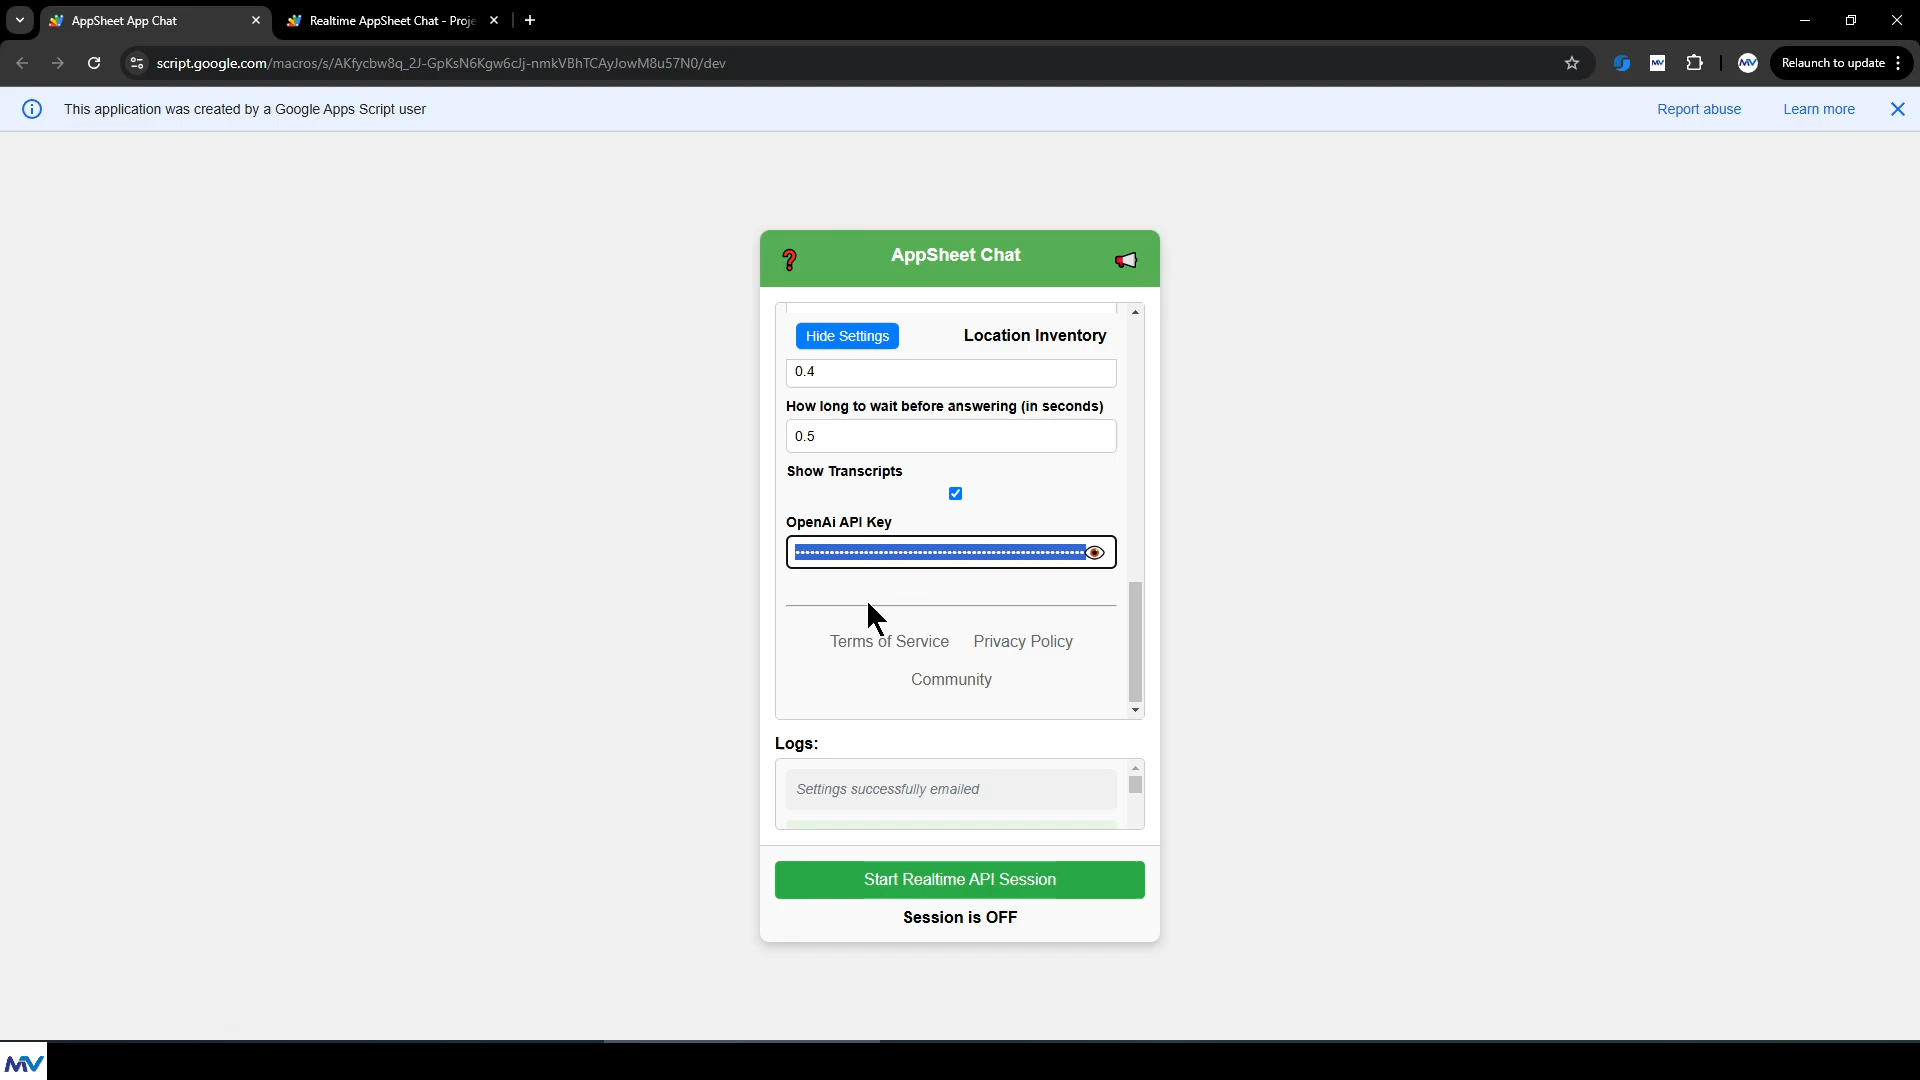 AppSheet App Chat
Realtime AppSheet Chat - Proje
script.google.com/macros/s/AKfycbw8q_2J-GpKsN6Kgw6cJj-nmkVBhTCAyJowM8u57N0/dev
MV
MV
Relaunch to update
This application was created by a Google Apps Script user
Report abuse
Learn more
AppSheet Chat
Hide Settings
Location Inventory
0.4
How long to wait before answering (in seconds)
0.5
Show Transcripts
OpenAi API Key
Terms of Service
Privacy Policy
Community
Logs:
Settings successfully emailed
Start Realtime API Session
Session is OFF
MV